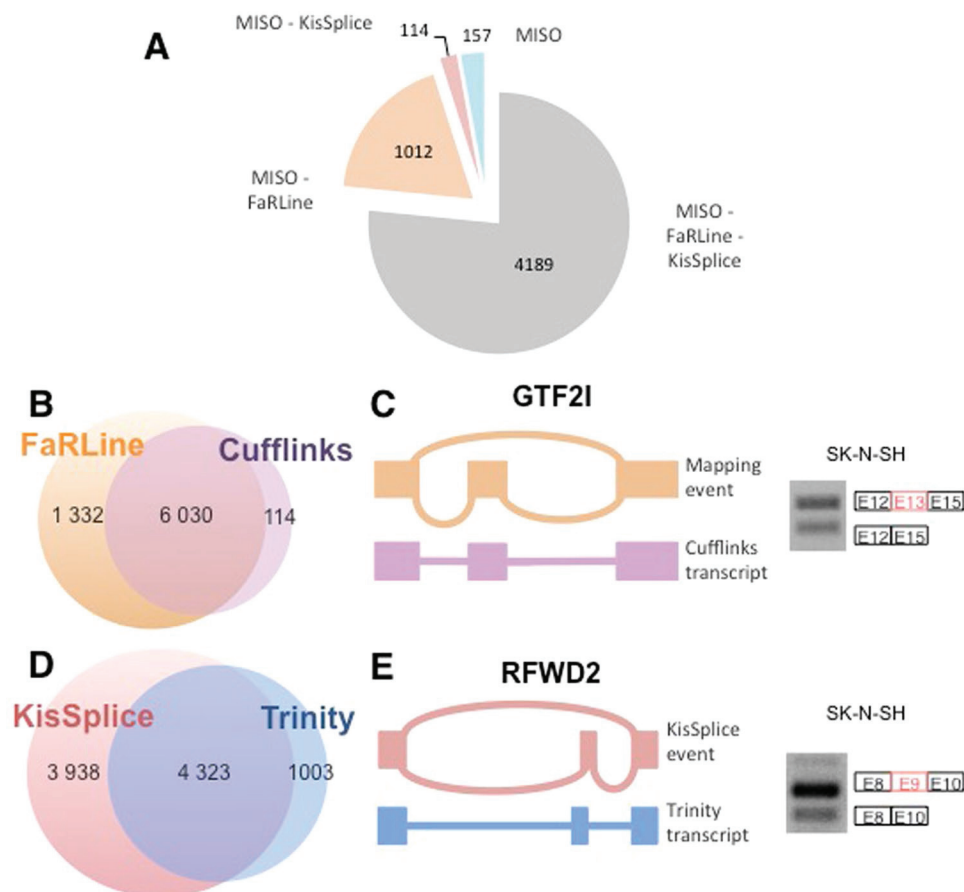 A
MISO - KisSplice
114
157
MISO
1012
MISO -
FaRLine
4189
MISO -
FaRLine -
KisSplice
B
FaRLine
Cufflinks
1 332
6 030
114
C
GTF2I
Mapping
event
Cufflinks
transcript
SK-N-SH
E12 E13 E15
E12 E15
D
KisSplice
Trinity
3 938
4 323
1003
E
RFWD2
KisSplice
event
Trinity
transcript
SK-N-SH
E8 E9 E10
E8 E10